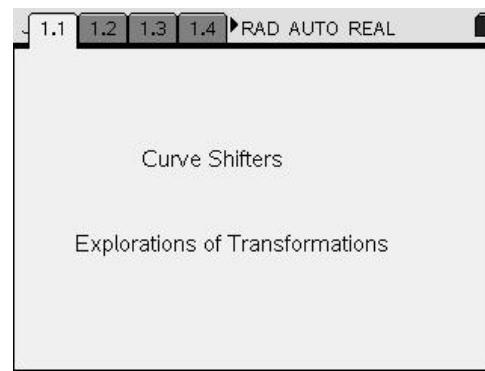 1.1 1.2 1.3 1.4 RAD AUTO REAL
Curve Shifters
Explorations of Transformations